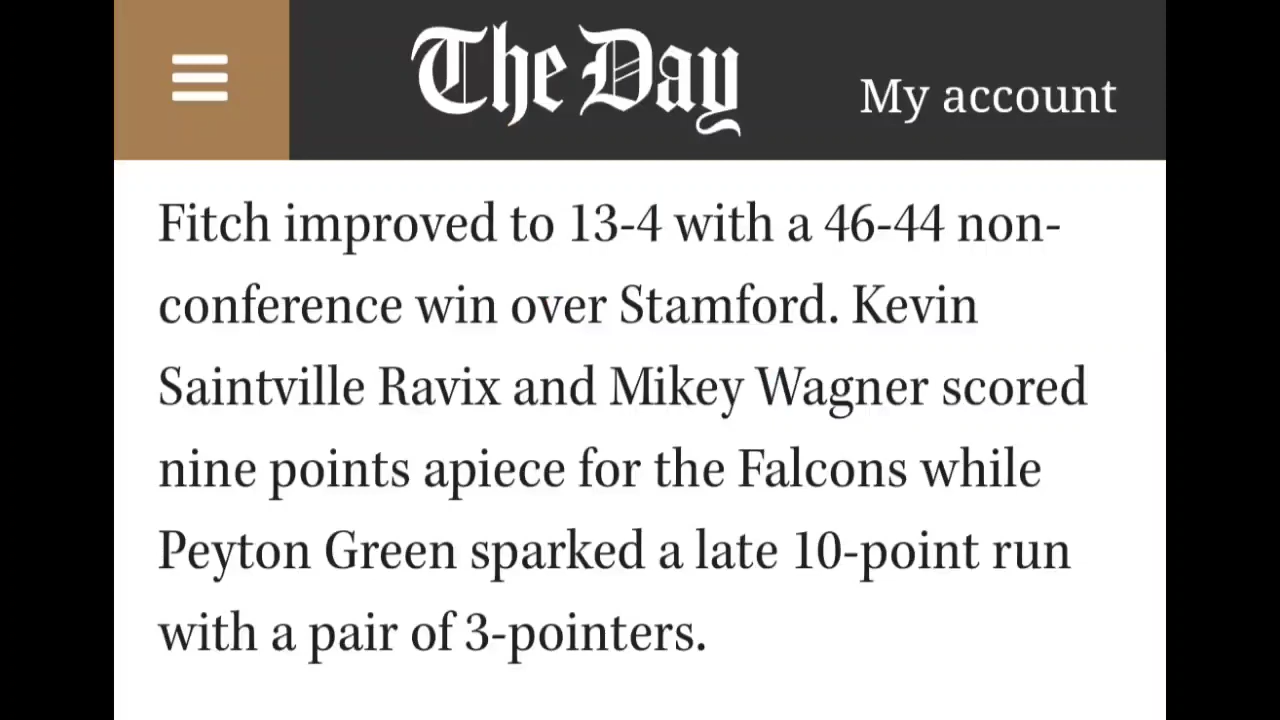 The Day
My account
Fitch improved to 13-4 with a 46-44 non-
conference win over Stamford. Kevin
Saintville Ravix and Mikey Wagner scored
nine points apiece for the Falcons while
Peyton Green sparked a late 10-point run
with a pair of 3-pointers.